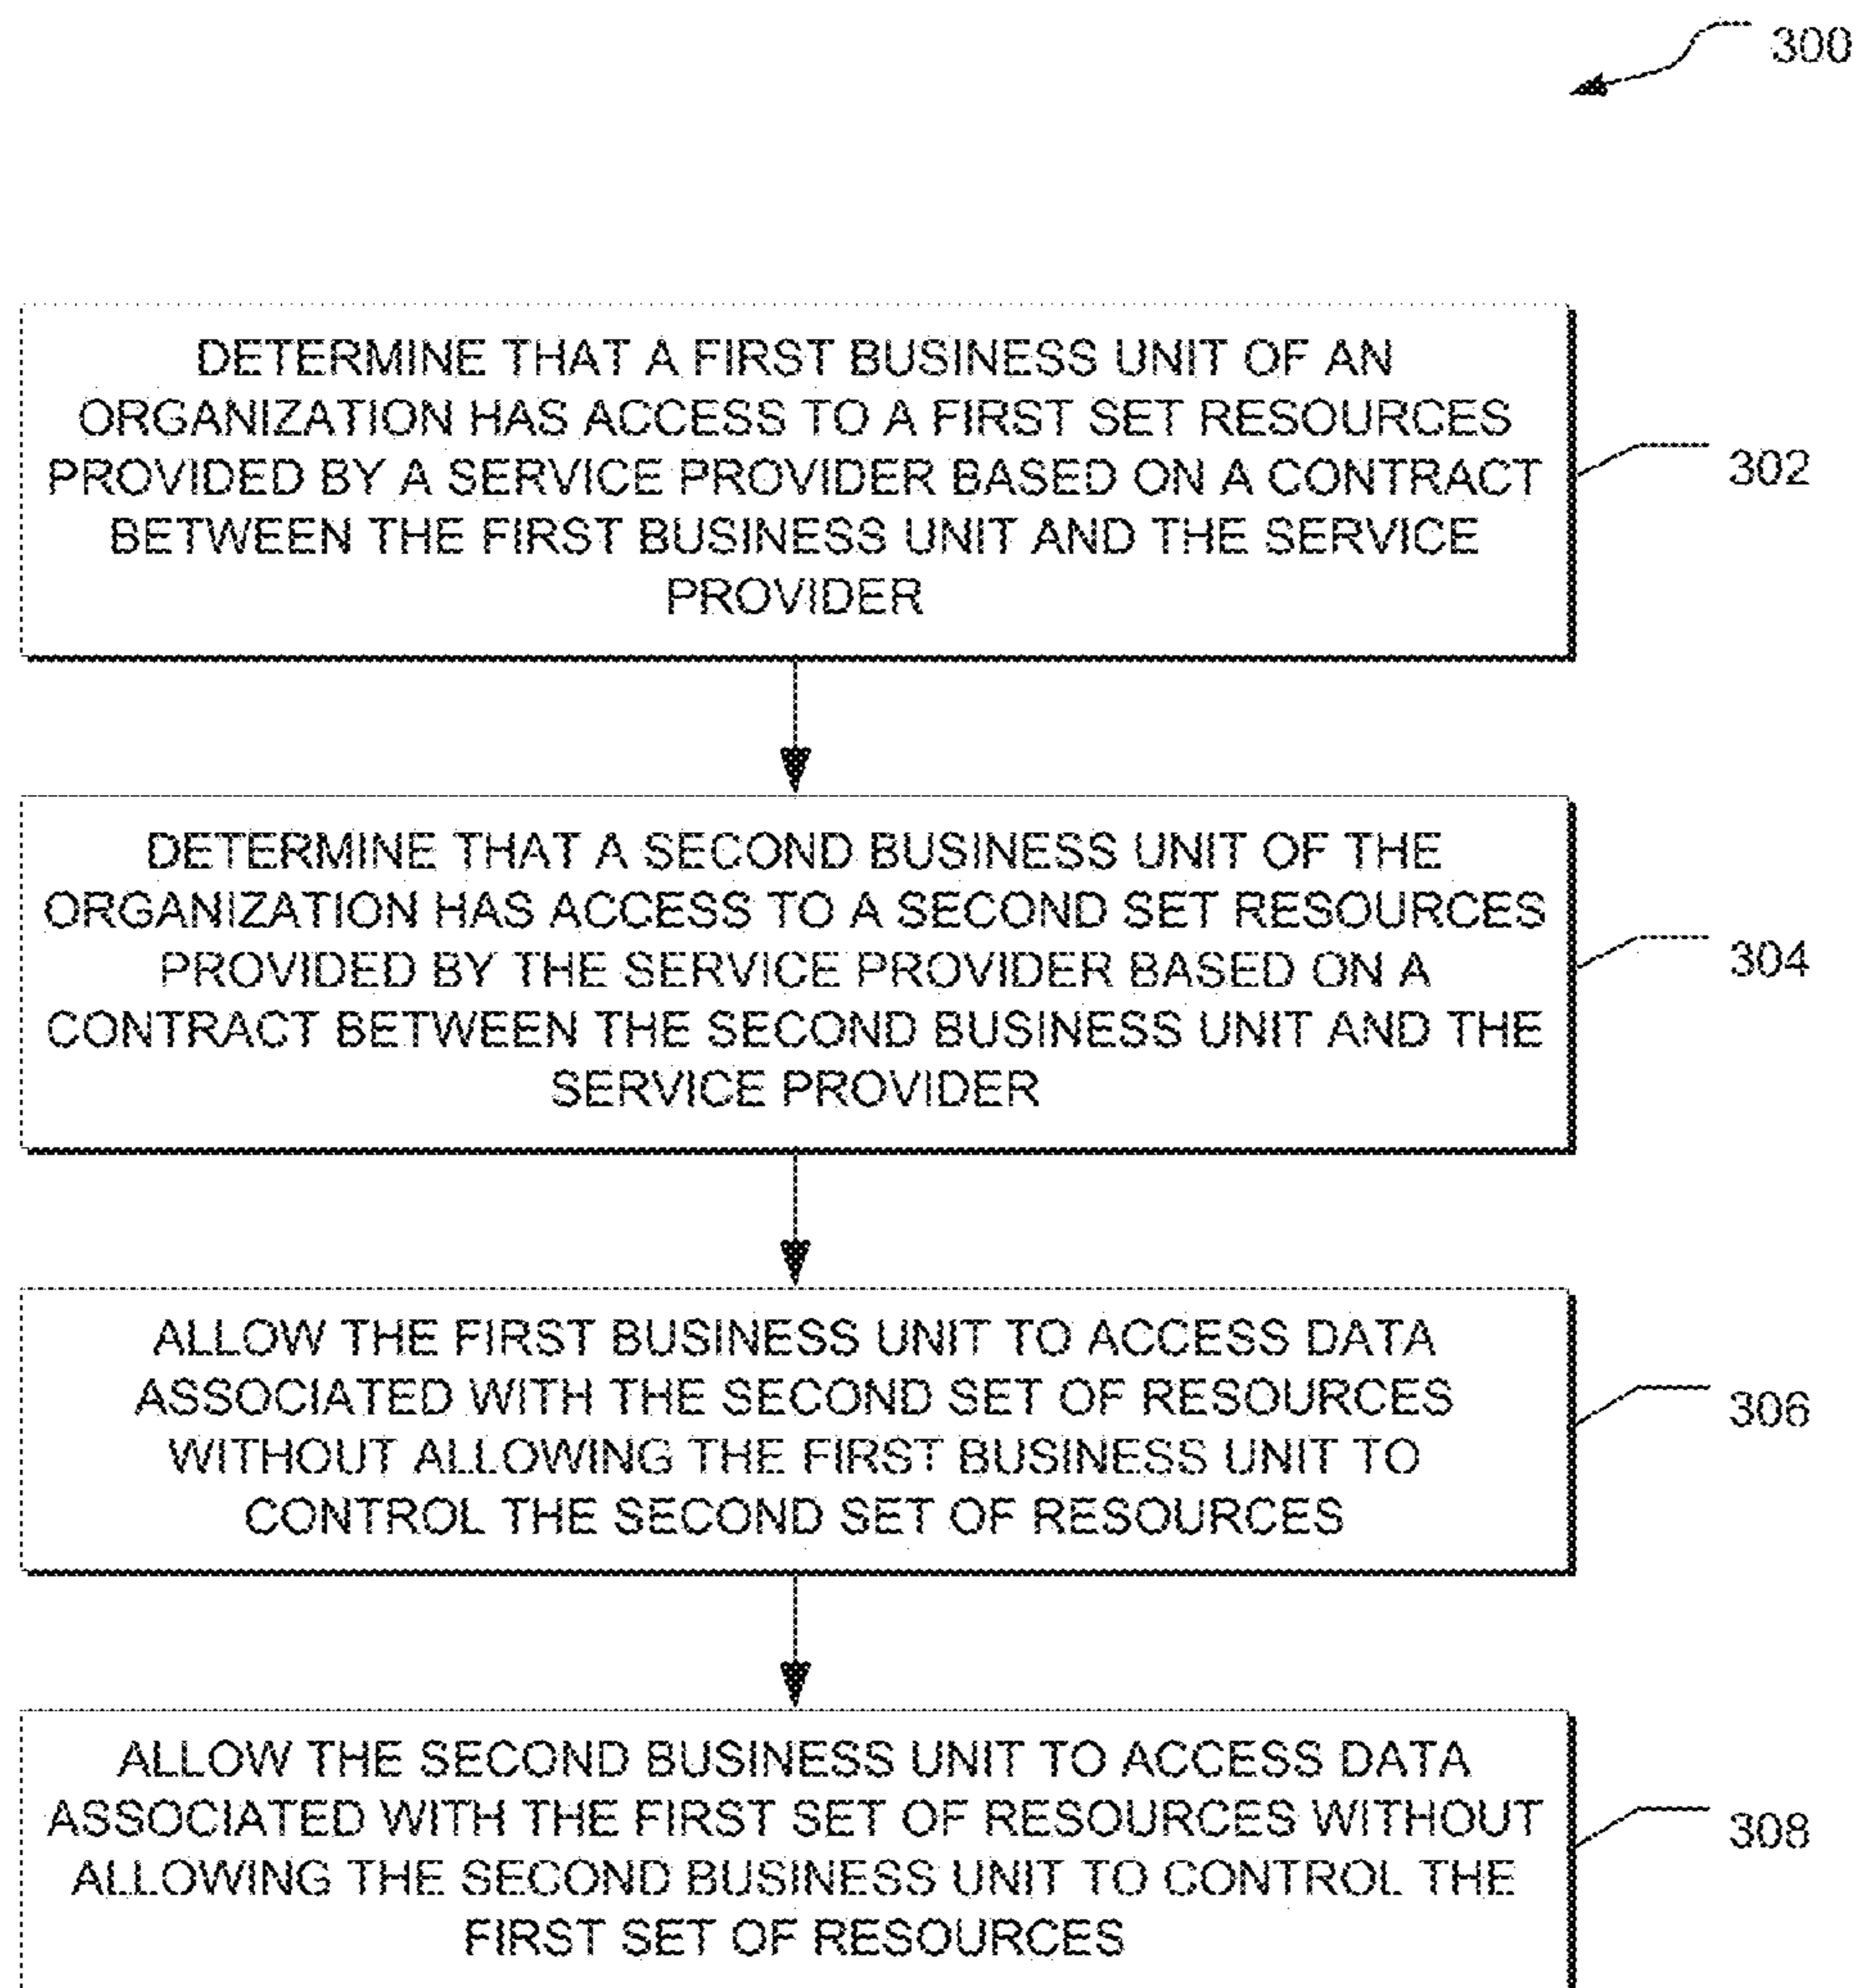 300
DETERMINE THAT A FIRST BUSINESS UNIT OF AN
ORGANIZATION HAS ACCESS TO A FIRST SET RESOURCES
PROVIDED BY A SERVICE PROVIDER BASED ON A CONTRACT
BETWEEN THE FIRST BUSINESS UNIT AND THE SERVICE
PROVIDER
302
DETERMINE THAT A SECOND BUSINESS UNIT OF THE
ORGANIZATION HAS ACCESS TO A SECOND SET RESOURCES
PROVIDED BY THE SERVICE PROVIDER BASED ON A
CONTRACT BETWEEN THE SECOND BUSINESS UNIT AND THE
SERVICE PROVIDER
304
ALLOW THE FIRST BUSINESS UNIT TO ACCESS DATA
ASSOCIATED WITH THE SECOND SET OF RESOURCES
WITHOUT ALLOWING THE FIRST BUSINESS UNIT TO
CONTROL THE SECOND SET OF RESOURCES
306
ALLOW THE SECOND BUSINESS UNIT TO ACCESS DATA
ASSOCIATED WITH THE FIRST SET OF RESOURCES WITHOUT
ALLOWING THE SECOND BUSINESS UNIT TO CONTROL THE
FIRST SET OF RESOURCES
308